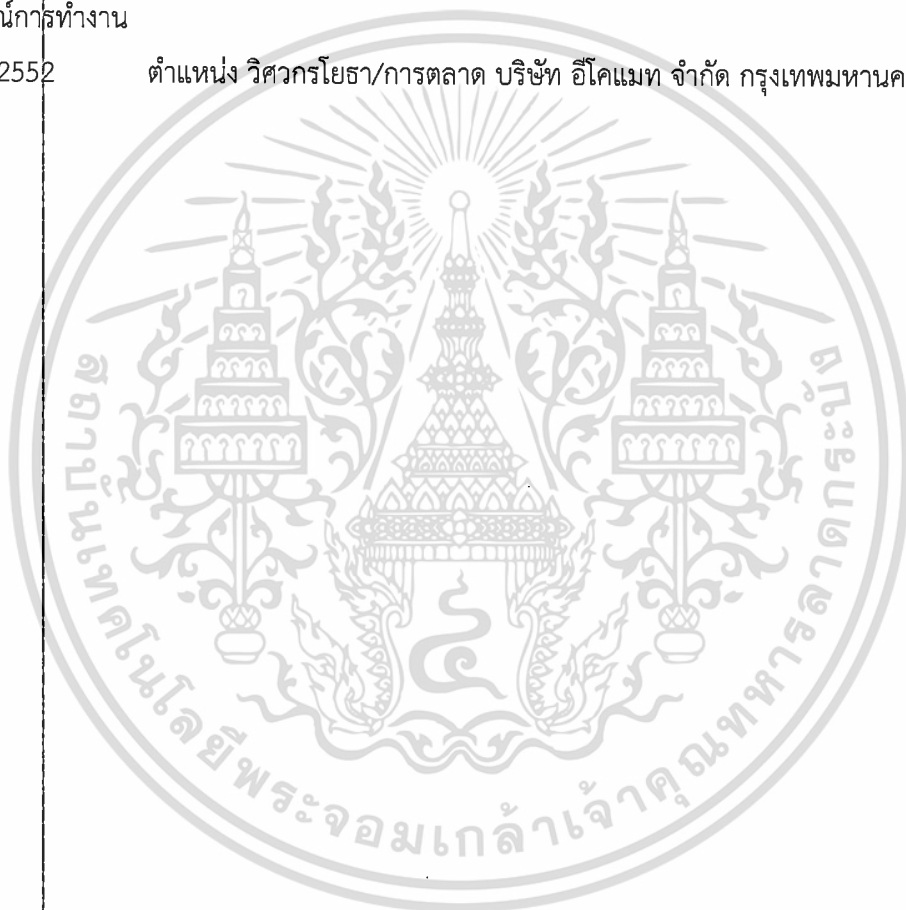 น์การทำงาน
2552 ตำแหน่ง วิศวกรโยธา/การตลาด บริษัท อีโคแมท จำกัด กรุงเทพมหานค
สถาบันเทคโนโลยีพระจอมเกล้าเจ้าคุณทหารลาดกระบัง